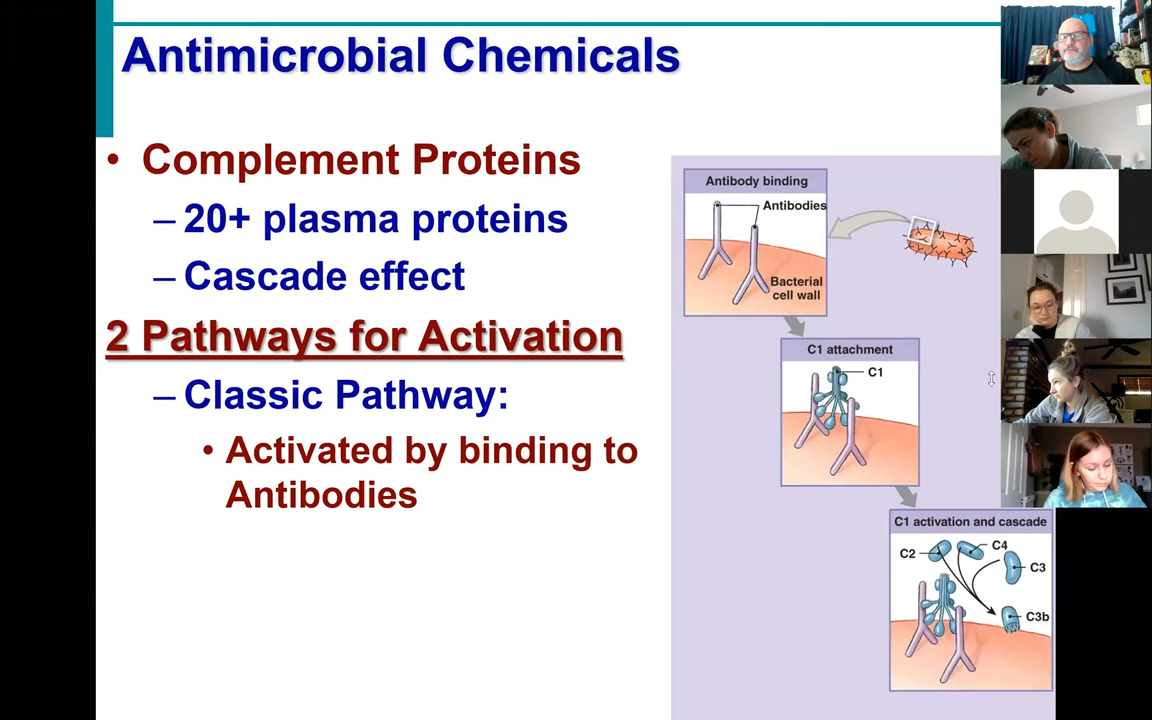 Antimicrobial Chemicals
• Complement Proteins
– 20+ plasma proteins
– Cascade effect
2 Pathways for Activation
– Classic Pathway:
• Activated by binding to
Antibodies
Antibody binding
Antibodies
Bacterial
cell wall
C1 attachment
C1
C1 activation and cascade
C2
C4
C3
C3b